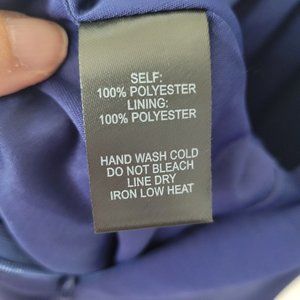 SELF:
100% POLYESTER
LINING:
100% POLYESTER
HAND WASH COLD
DO NOT BLEACH
LINE DRY
IRON LOW HEAT